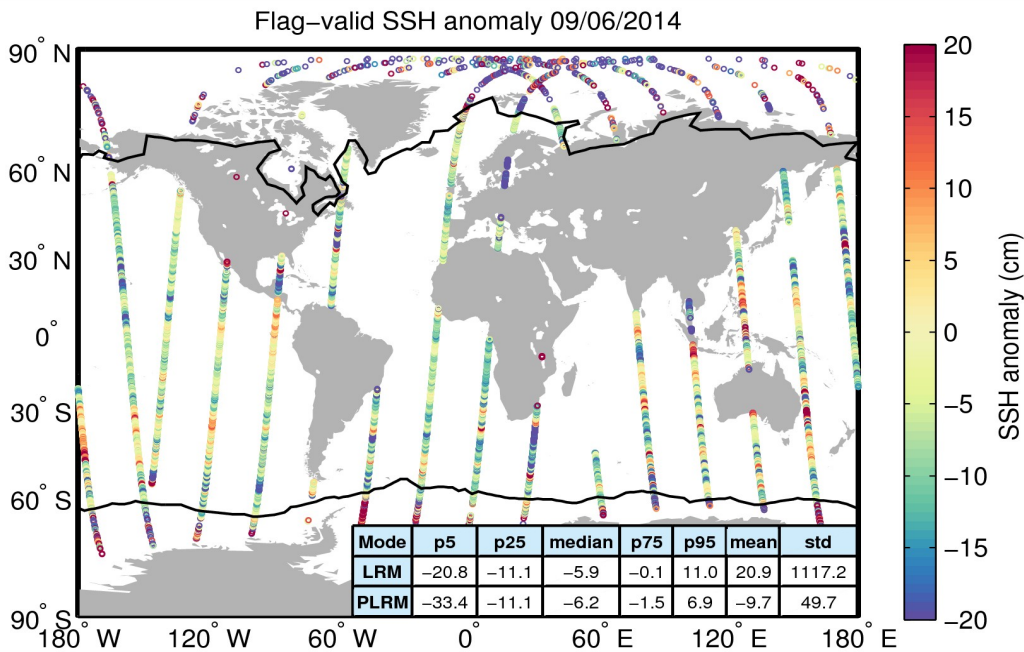 Flag−valid SSH anomaly 09/06/2014
90° N
60° N
30° N
0°
30° S
60° S
90° S
180° W 120° W 60° W 0° 60° E 120° E 180° E
Mode p5 p25 median p75 p95 mean std
LRM −20.8 −11.1 −5.9 −0.1 11.0 20.9 1117.2
PLRM −33.4 −11.1 −6.2 −1.5 6.9 −9.7 49.7
20
15
10
5
0
−5
−10
−15
−20
SSH anomaly (cm)